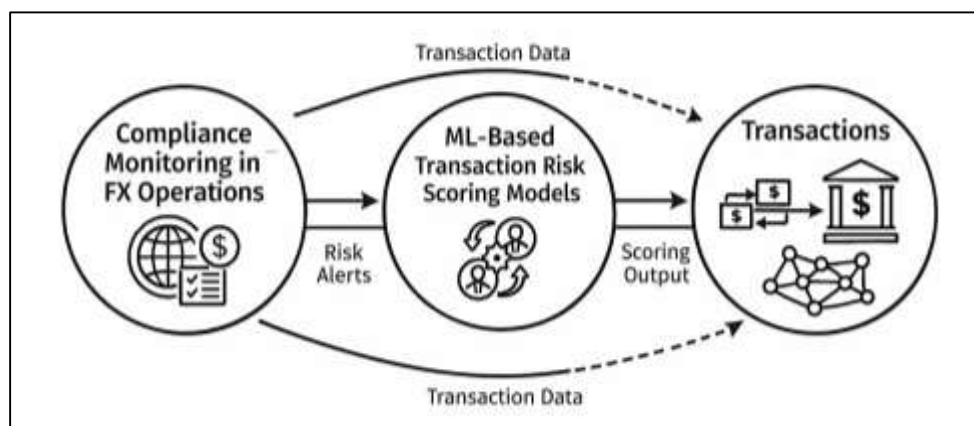 Transaction Data
Compliance
Monitoring in
FX Operations
$
Risk
Alerts
ML-Based
Transaction Risk
Scoring Models
Scoring
Output
Transactions
$
$
$
Transaction Data